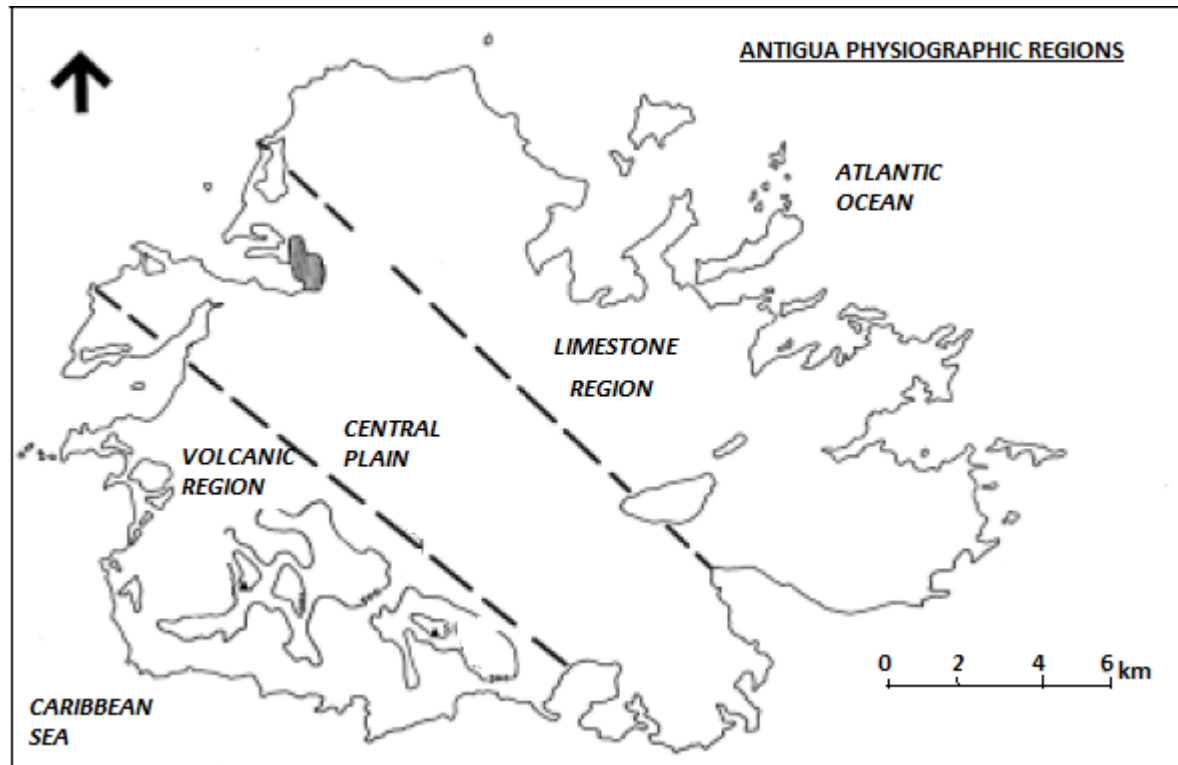 ANTIGUA PHYSIOGRAPHIC REGIONS
ATLANTIC
OCEAN
LIMESTONE
REGION
CENTRAL
PLAIN
VOLCANIC
REGION
0 2 4 6 km
CARIBBEAN
SEA